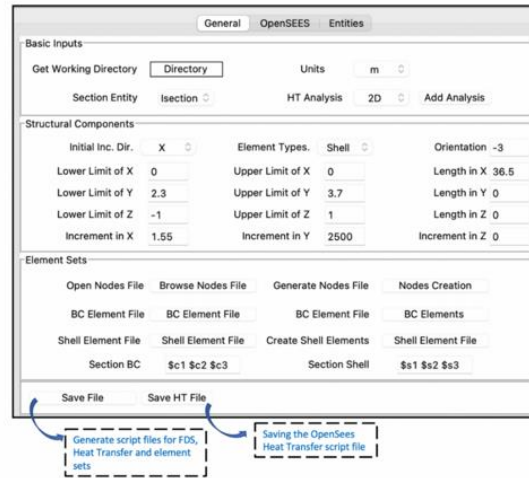 General OpenSEES Entities
Basic Inputs
Get Working Directory Directory Units m
Section Entity Isection HT Analysis 2D Add Analysis
Structural Components
Initial Inc. Dir. X Element Types. Shell Orientation -3
Lower Limit of X 0 Upper Limit of X 0 Length in X 36.5
Lower Limit of Y 2.3 Upper Limit of Y 3.7 Length in Y 0
Lower Limit of Z -1 Upper Limit of Z 1 Length in Z 0
Increment in X 1.55 Increment in Y 2500 Increment in Z 0
Element Sets
Open Nodes File Browse Nodes File Generate Nodes File Nodes Creation
BC Element File BC Element File BC Element File BC Elements
Shell Element File Shell Element File Create Shell Elements Shell Element File
Section BC $c1 $c2 $c3 Section Shell $s1 $s2 $s3
Save File Save HT File
Generate script files for FDS,
Heat Transfer and element
sets
Saving the OpenSees
Heat Transfer script file